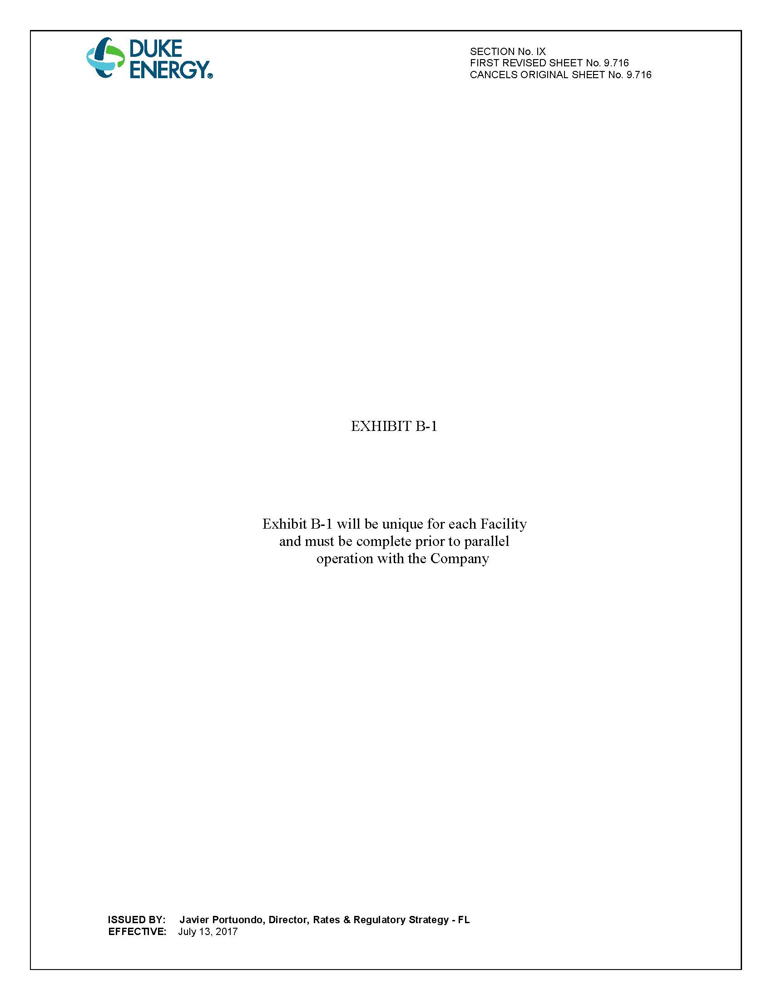 DUKE
ENERGY®
SECTION No. IX
FIRST REVISED SHEET No. 9.716
CANCELS ORIGINAL SHEET No. 9.716
EXHIBIT B-1
Exhibit B-1 will be unique for each Facility
and must be complete prior to parallel
operation with the Company
ISSUED BY: Javier Portuondo, Director, Rates & Regulatory Strategy - FL
EFFECTIVE: July 13, 2017